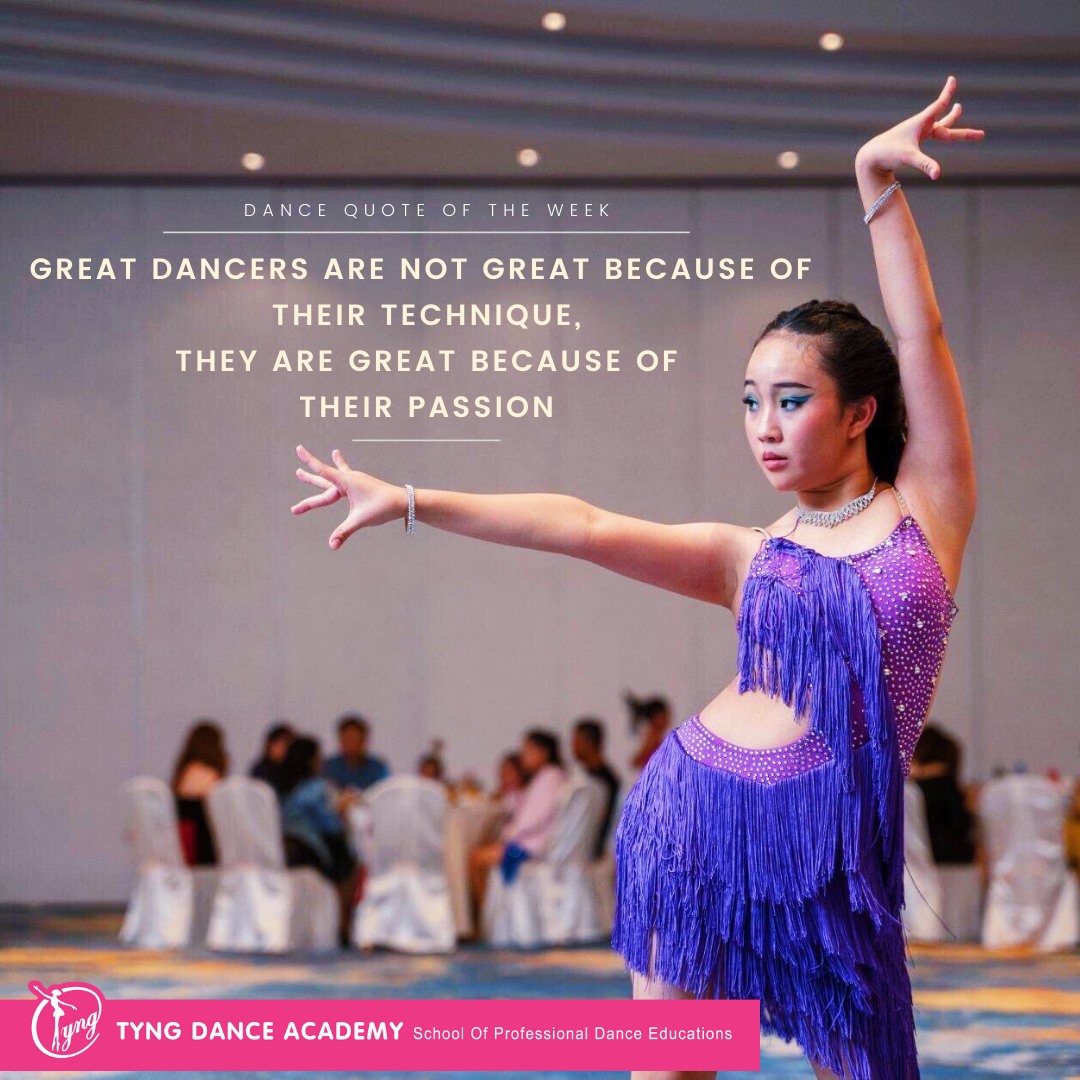 DANCE QUOTE OF THE WEEK
GREAT DANCERS ARE NOT GREAT BECAUSE OF
THEIR TECHNIQUE,
THEY ARE GREAT BECAUSE OF
THEIR PASSION
Tyng
TYNG DANCE ACADEMY School Of Professional Dance Educations